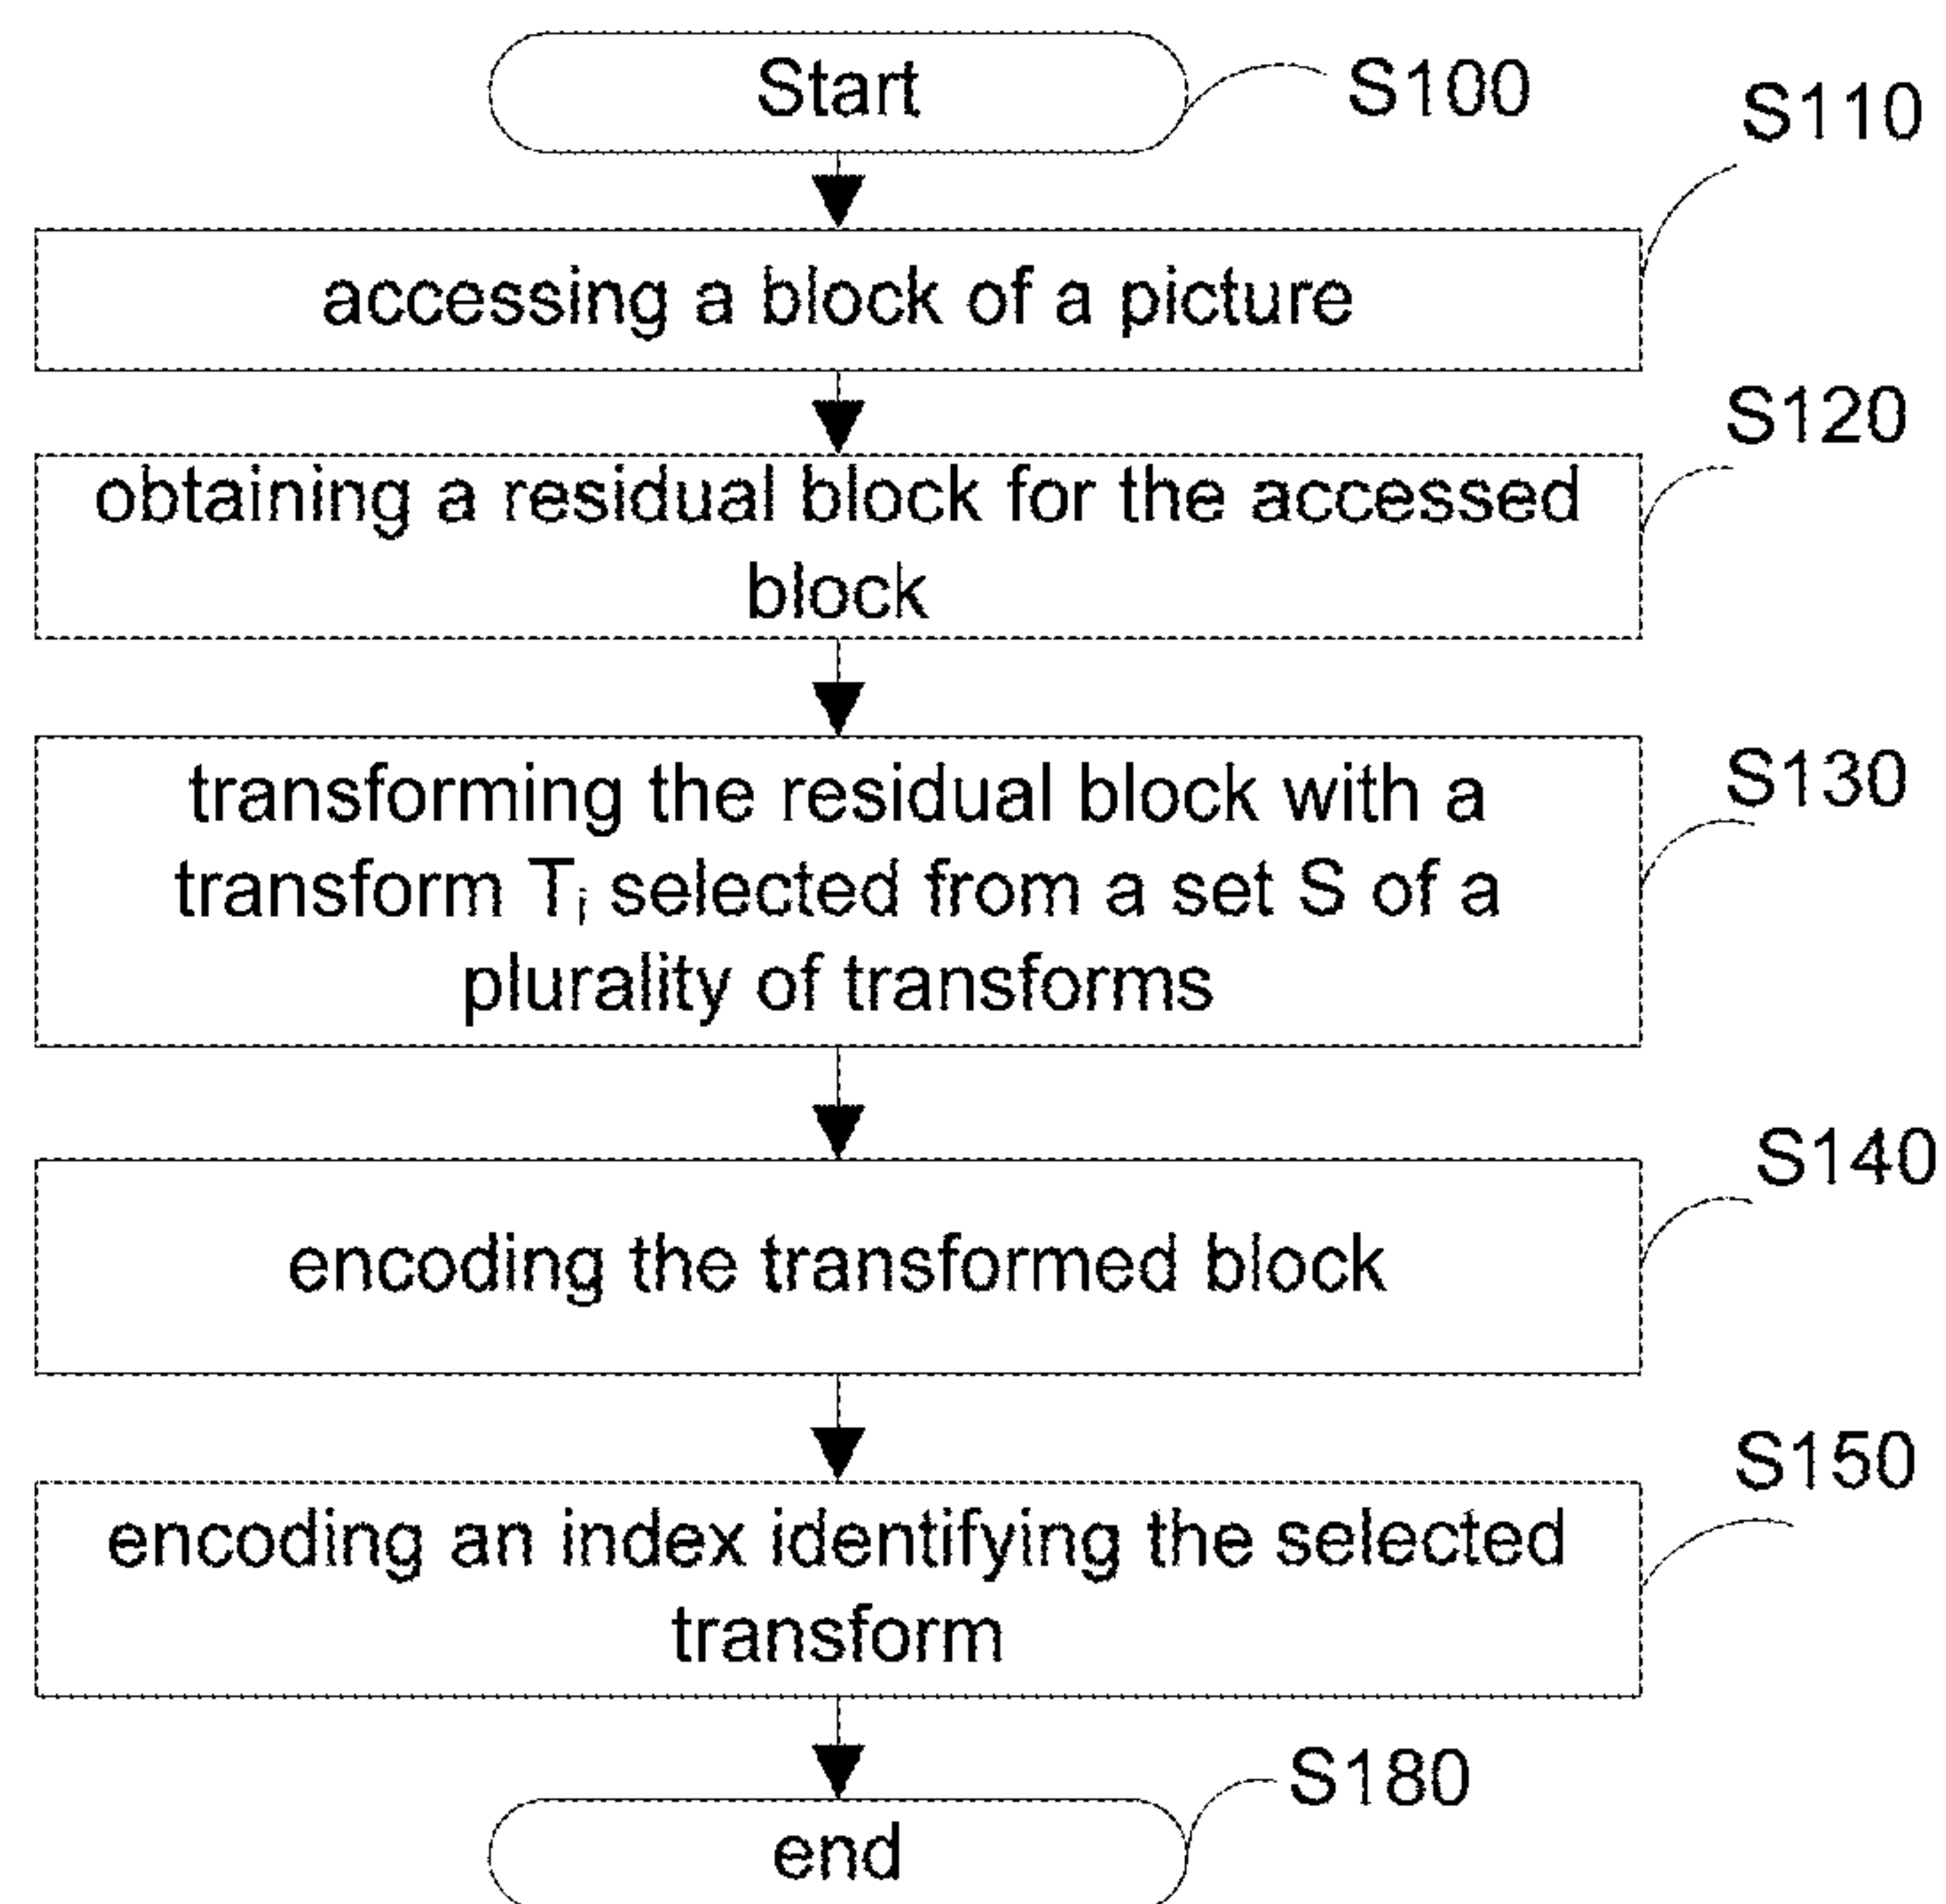 Start
S100
S110
accessing a block of a picture
S120
obtaining a residual block for the accessed
block
S130
transforming the residual block with a
transform Ti selected from a set S of a
plurality of transforms
S140
encoding the transformed block
S150
encoding an index identifying the selected
transform
S180
end